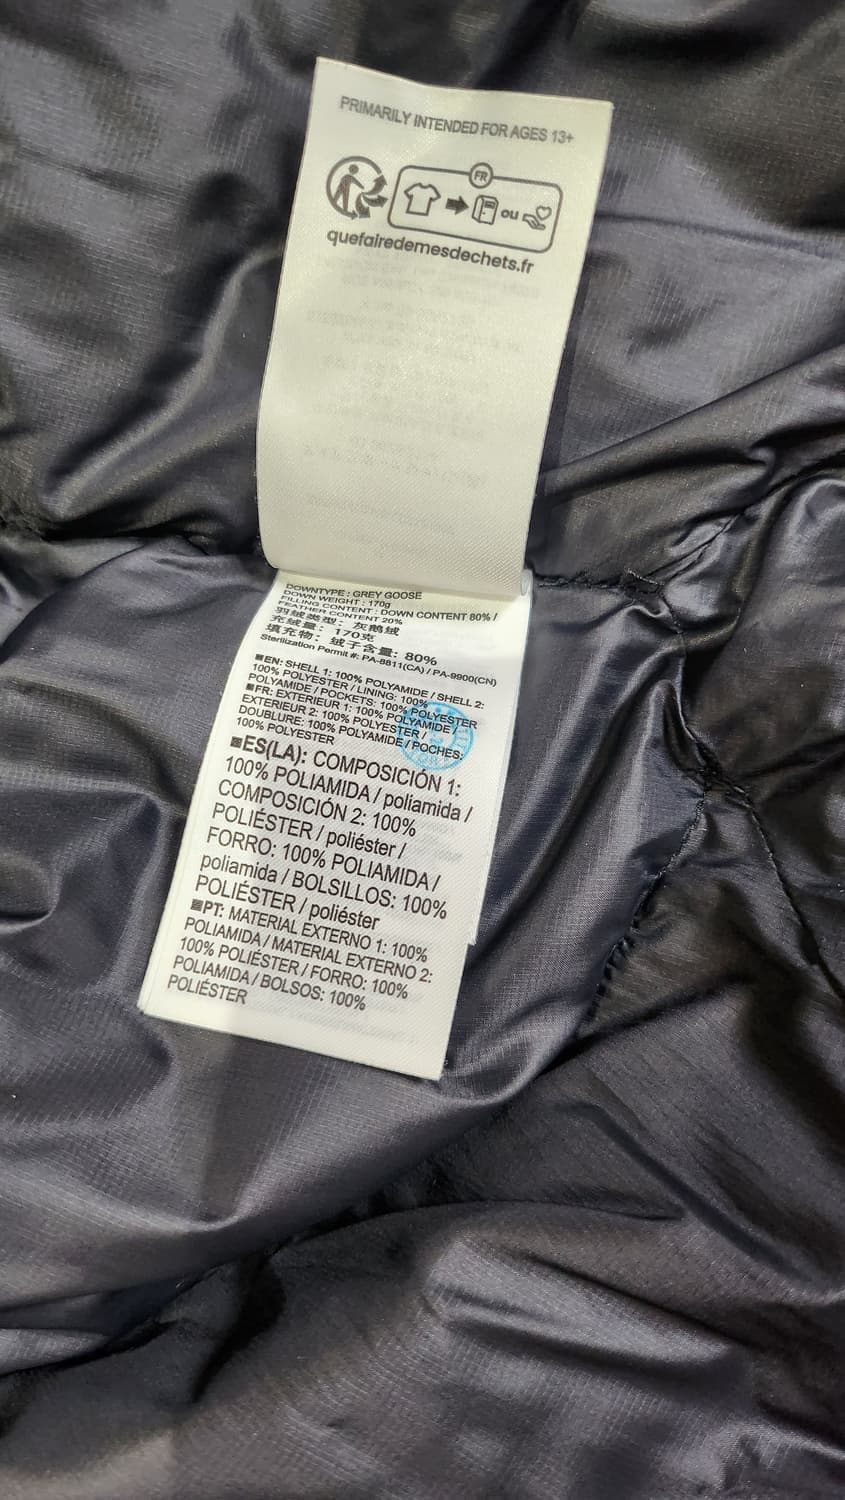 PRIMARILY INTENDED FOR AGES 13+
FR
ou
quefairedemesdechets.fr
DOWNTYPE : GREY GOOSE
DOWN WEIGHT : 170g
FILLING CONTENT : DOWN CONTENT 80% /
FEATHER CONTENT 20%
羽绒类型: 灰鹅绒
充绒量: 170克
填充物: 绒子含量: 80%
Sterilization Permit #: PA-8811(CA) / PA-9900(CN)
■EN: SHELL 1: 100% POLYAMIDE / SHELL 2:
100% POLYESTER / LINING: 100%
POLYAMIDE / POCKETS: 100% POLYESTER
■FR: EXTERIEUR 1: 100% POLYAMIDE /
EXTERIEUR 2: 100% POLYESTER /
DOUBLURE: 100% POLYAMIDE / POCHES:
100% POLYESTER
■ES(LA): COMPOSICIÓN 1:
100% POLIAMIDA / poliamida /
COMPOSICIÓN 2: 100%
POLIÉSTER / poliéster /
FORRO: 100% POLIAMIDA /
poliamida / BOLSILLOS: 100%
POLIÉSTER / poliéster
■PT: MATERIAL EXTERNO 1: 100%
POLIAMIDA / MATERIAL EXTERNO 2:
100% POLIÉSTER / FORRO: 100%
POLIAMIDA / BOLSOS: 100%
POLIÉSTER